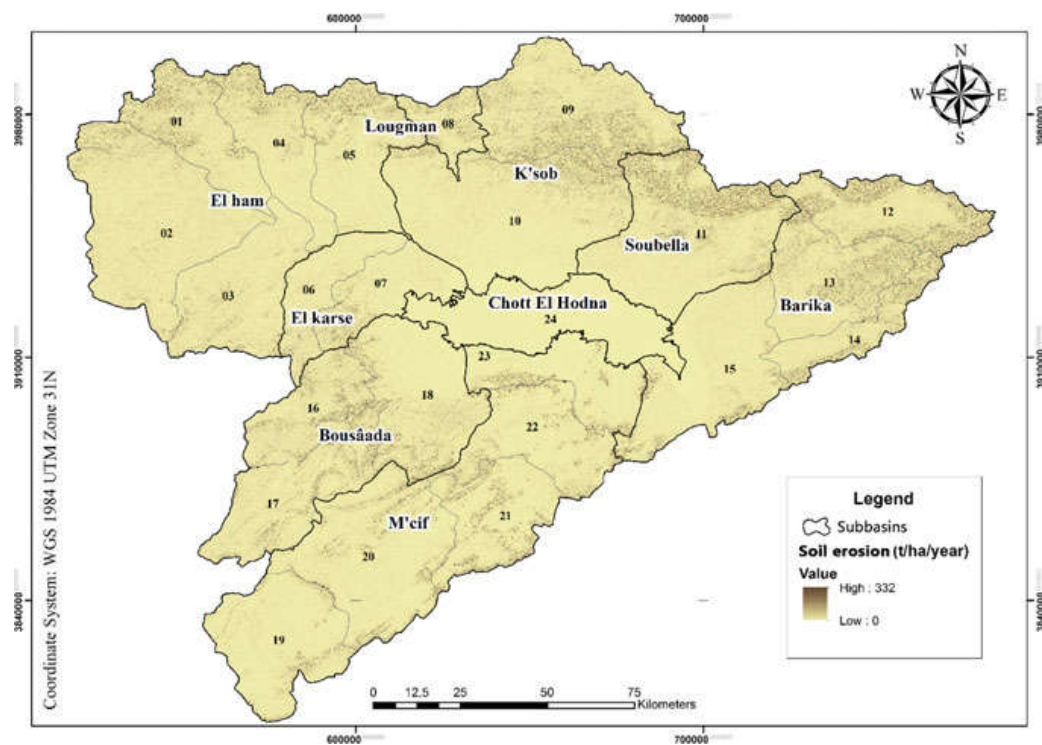 600000
700000
N
W
E
S
3980000
3980000
01
04
05
Lougman
08
09
K'sob
El ham
02
03
10
Soubella
11
12
13
Barika
14
06
07
El karse
Chott El Hodna
24
23
15
16
18
Bousâada
22
17
M'cif
21
20
19
3910000
3910000
3840000
3840000
Coordinate System: WGS 1984 UTM Zone 31N
Legend
Subbasins
Soil erosion (t/ha/year)
Value
High : 332
Low : 0
0 12.5 25 50 75
Kilometers
600000
700000